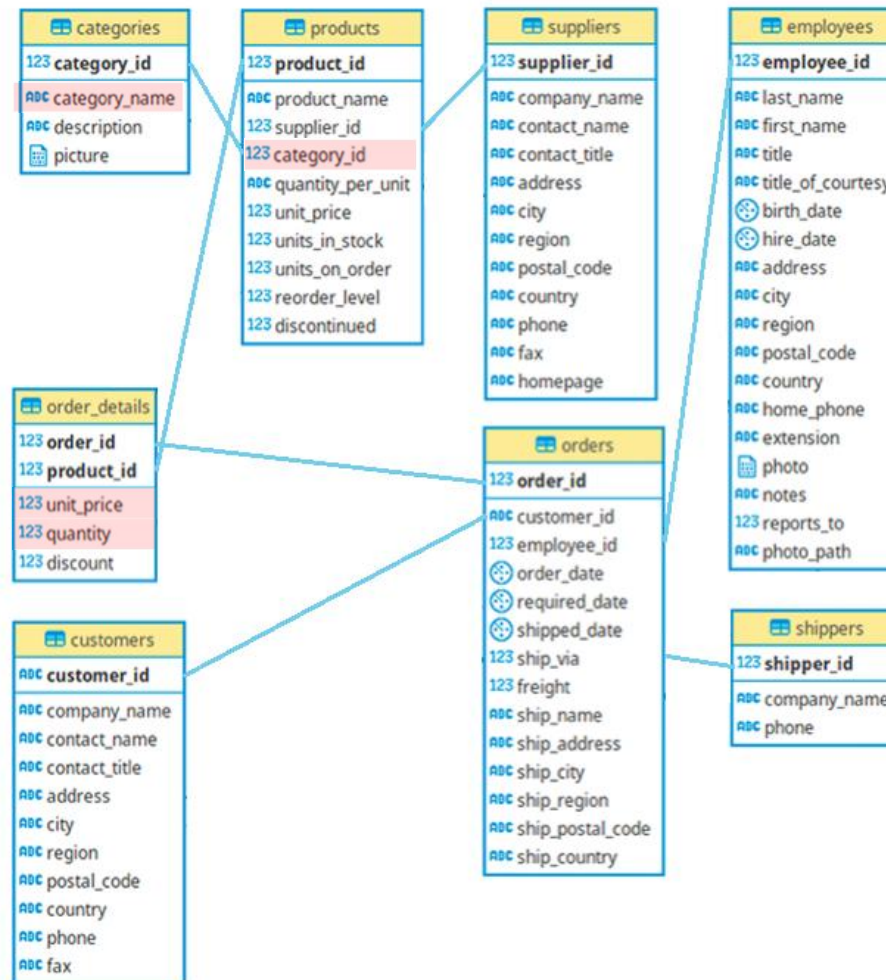 categories
123 category_id
ABC category_name
ABC description
picture
products
123 product_id
ABC product_name
123 supplier_id
123 category_id
ABC quantity_per_unit
123 unit_price
123 units_in_stock
123 units_on_order
123 reorder_level
123 discontinued
suppliers
123 supplier_id
ABC company_name
ABC contact_name
ABC contact_title
ABC address
ABC city
ABC region
ABC postal_code
ABC country
ABC phone
ABC fax
ABC homepage
employees
123 employee_id
ABC last_name
ABC first_name
ABC title
ABC title_of_courtesy
birth_date
hire_date
ABC address
ABC city
ABC region
ABC postal_code
ABC country
ABC home_phone
ABC extension
photo
ABC notes
123 reports_to
ABC photo_path
order_details
123 order_id
123 product_id
123 unit_price
123 quantity
123 discount
orders
123 order_id
ABC customer_id
123 employee_id
order_date
required_date
shipped_date
123 ship_via
123 freight
ABC ship_name
ABC ship_address
ABC ship_city
ABC ship_region
ABC ship_postal_code
ABC ship_country
customers
ABC customer_id
ABC company_name
ABC contact_name
ABC contact_title
ABC address
ABC city
ABC region
ABC postal_code
ABC country
ABC phone
ABC fax
shippers
123 shipper_id
ABC company_name
ABC phone